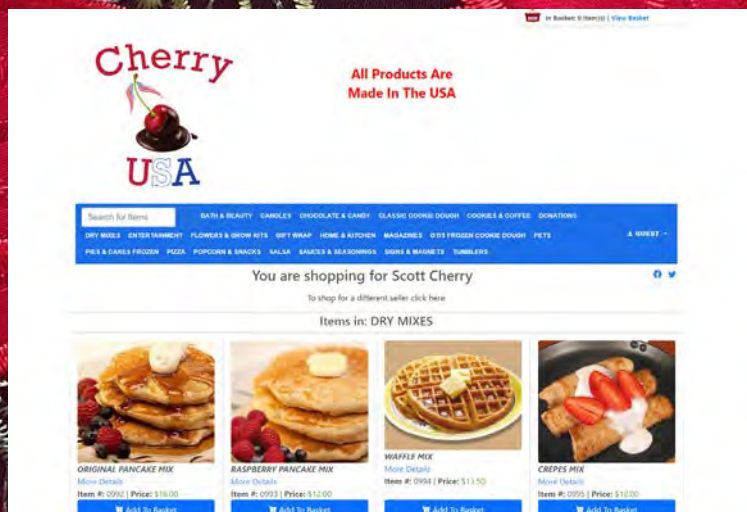 In Basket: 0 Item(s) | View Basket
Cherry
USA
All Products Are
Made In The USA
Search for Items
BATH & BEAUTY CANDLES CHOCOLATE & CANDY CLASSIC COOKIE DOUGH COOKIES & COFFEE DONATIONS
DRY MIXES ENTERTAINMENT FLOWERS & GROW KITS GIFT WRAP HOME & KITCHEN MAGAZINES OTIS FROZEN COOKIE DOUGH PETS
GUEST
PIES & CAKES FROZEN PIZZA POPCORN & SNACKS SALSA SAUCES & SEASONINGS SIGNS & MAGNETS TUMBLERS
You are shopping for Scott Cherry
To shop for a different seller click here
Items in: DRY MIXES
ORIGINAL PANCAKE MIX
More Details
Item #: 0992 | Price: $16.00
Add To Basket
RASPBERRY PANCAKE MIX
More Details
Item #: 0993 | Price: $12.00
Add To Basket
WAFFLE MIX
More Details
Item #: 0994 | Price: $13.50
Add To Basket
CREPES MIX
More Details
Item #: 0995 | Price: $12.00
Add To Basket